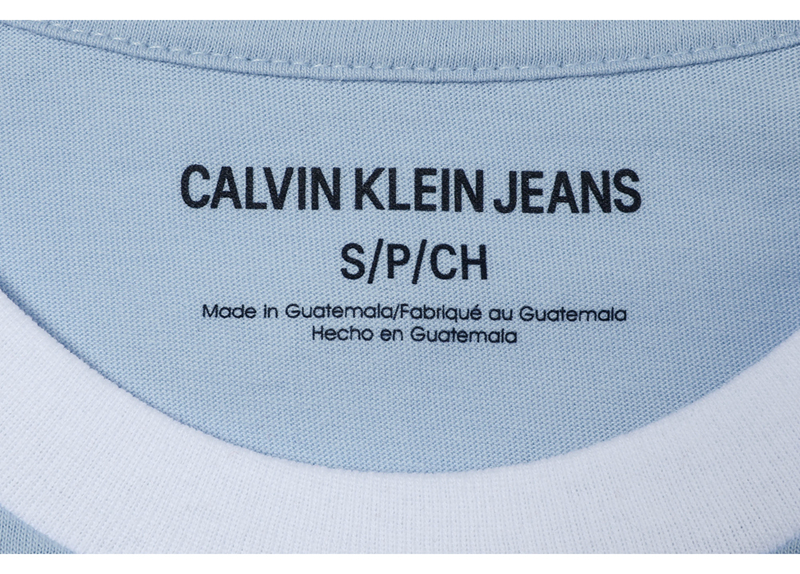 CALVIN KLEIN JEANS
S/P/CH
Made in Guatemala/Fabriqué au Guatemala
Hecho en Guatemala